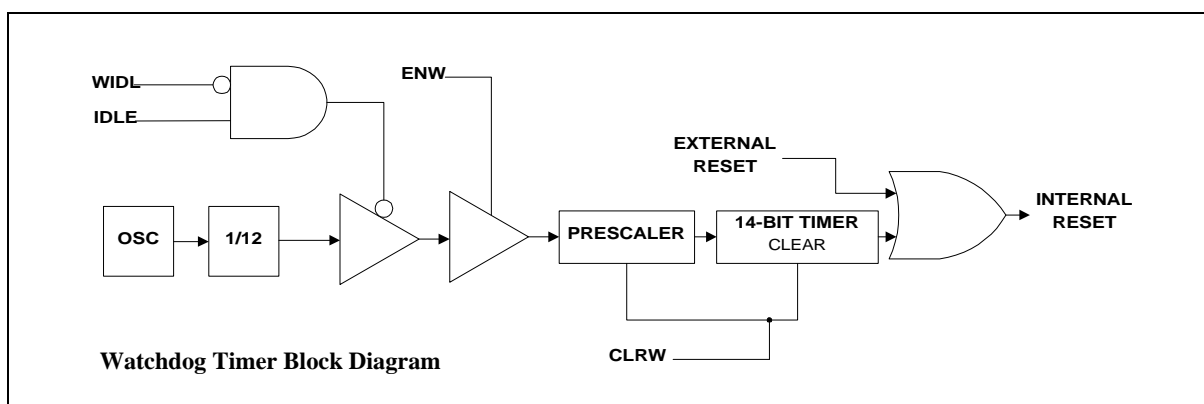 WIDL
IDLE
ENW
EXTERNAL
RESET
INTERNAL
RESET
OSC
1/12
PRESCALER
14-BIT TIMER
CLEAR
CLRW
Watchdog Timer Block Diagram